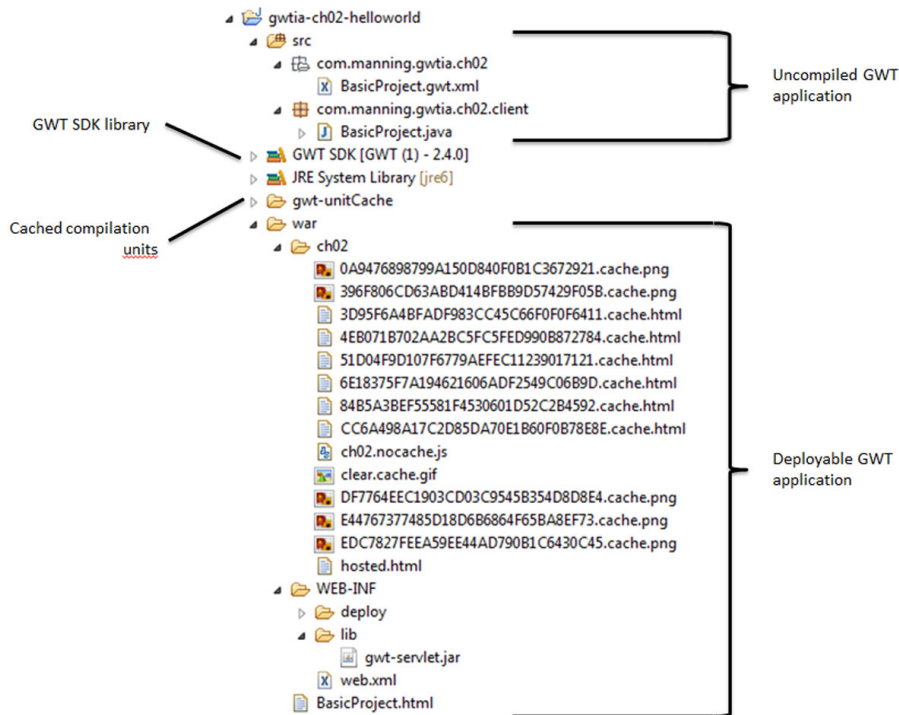 gwtia-ch02-helloworld
src
com.manning.gwtia.ch02
BasicProject.gwt.xml
com.manning.gwtia.ch02.client
BasicProject.java
GWT SDK [GWT (1) - 2.4.0]
JRE System Library [jre6]
gwt-unitCache
war
ch02
0A9476898799A150D840F0B1C3672921.cache.png
396F806CD63ABD414BFBB9D57429F05B.cache.png
3D95F6A4BFADF983CC45C66F0F0F6411.cache.html
4EB071B702AA2BC5FC5FED990B872784.cache.html
51D04F9D107F6779AEFEC11239017121.cache.html
6E18375F7A194621606ADF2549C06B9D.cache.html
84B5A3BEF55581F4530601D52C2B4592.cache.html
CC6A498A17C2D85DA70E1B60F0B78E8E.cache.html
ch02.nocache.js
clear.cache.gif
DF7764EEC1903CD03C9545B354D8D8E4.cache.png
E44767377485D18D6B6864F65BA8EF73.cache.png
EDC7827FEEA59EE44AD790B1C6430C45.cache.png
hosted.html
WEB-INF
deploy
lib
gwt-servlet.jar
web.xml
BasicProject.html
GWT SDK library
Cached compilation
units
Uncompiled GWT
application
Deployable GWT
application